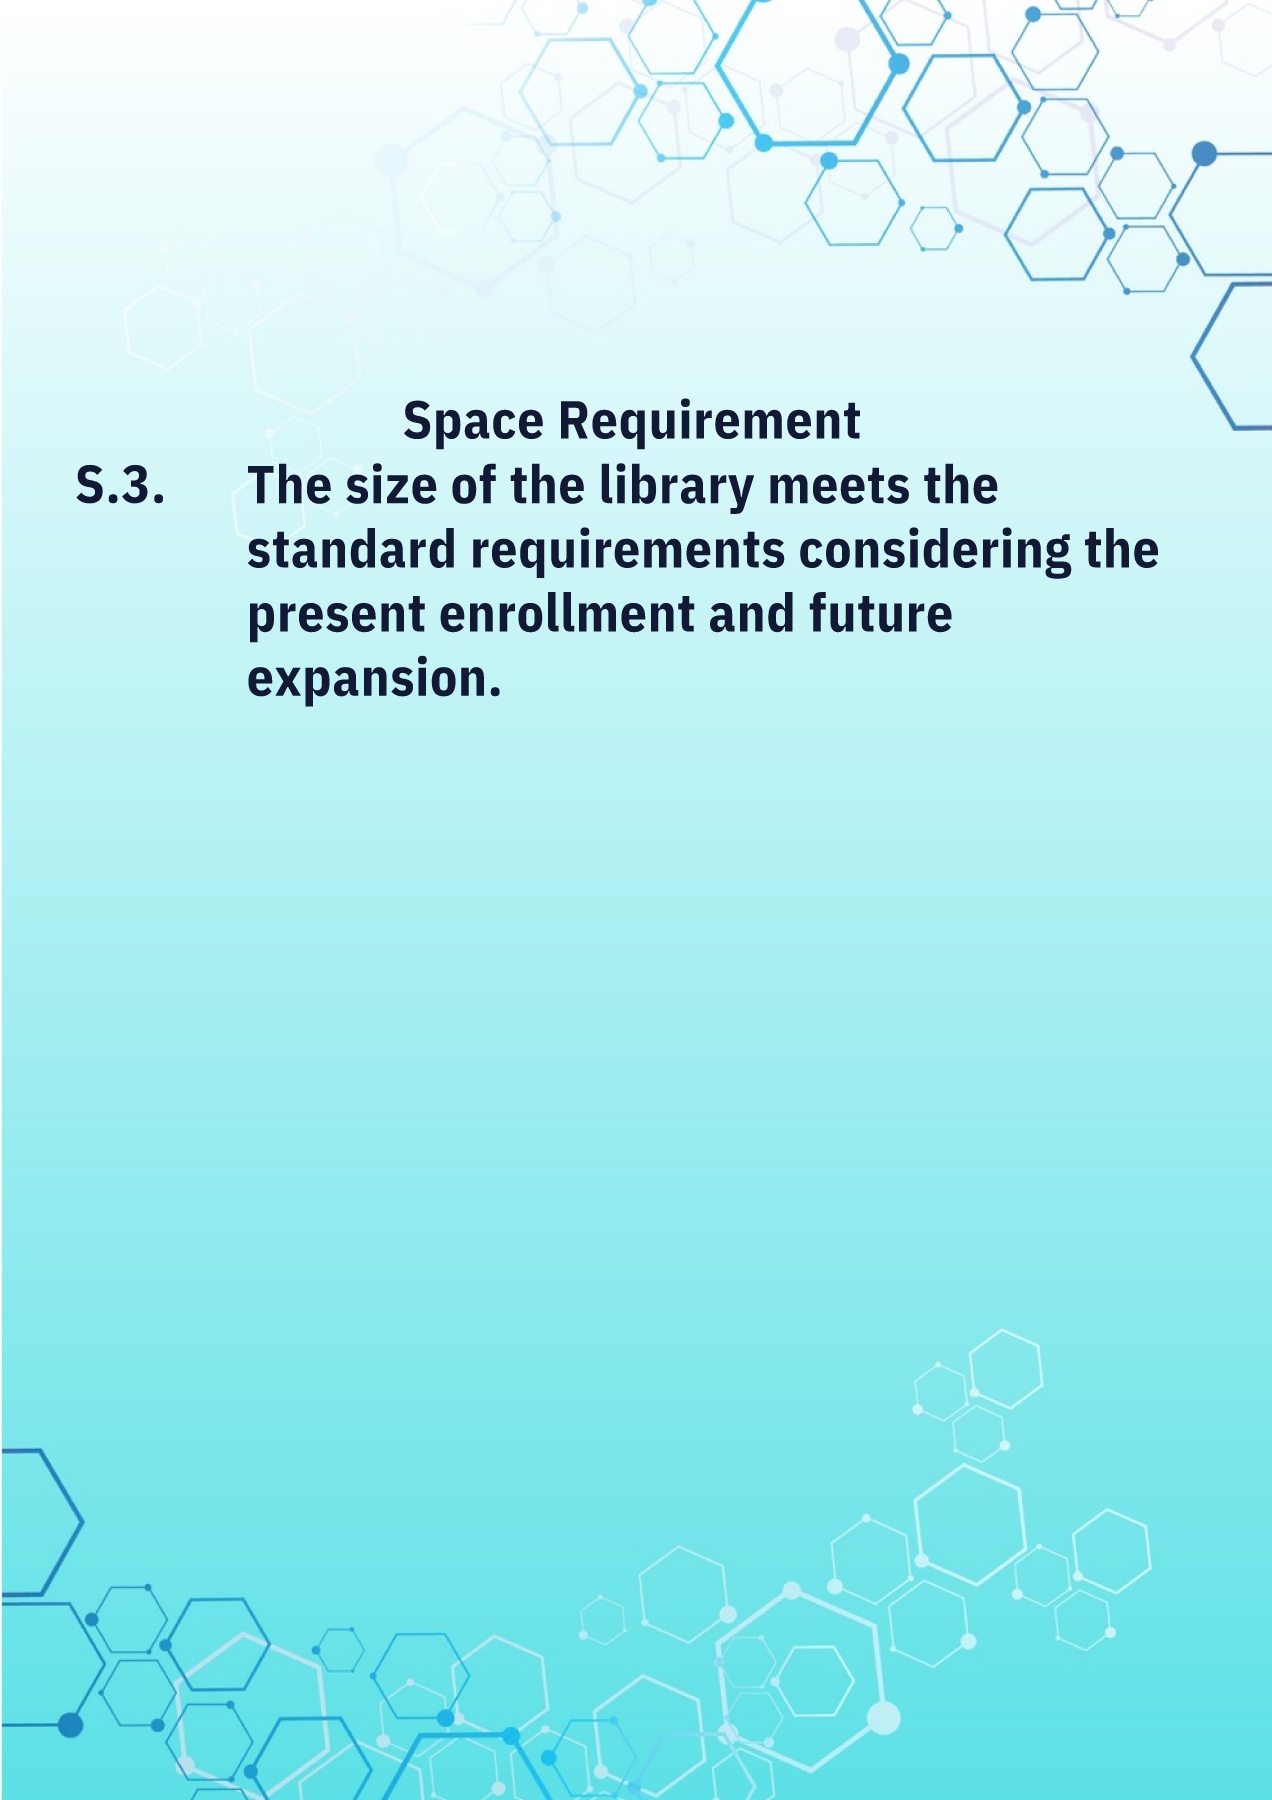 Space Requirement
S.3. The size of the library meets the
standard requirements considering the
present enrollment and future
expansion.